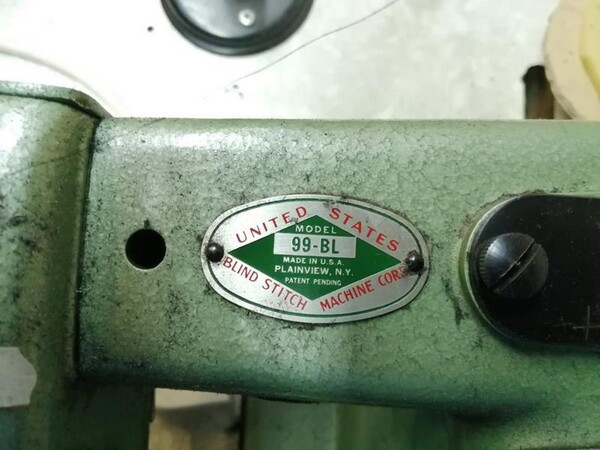 UNITED STATES
MODEL
99-BL
MADE IN U.S.A.
PLAINVIEW, N.Y.
PATENT PENDING
BLIND STITCH MACHINE CORP.